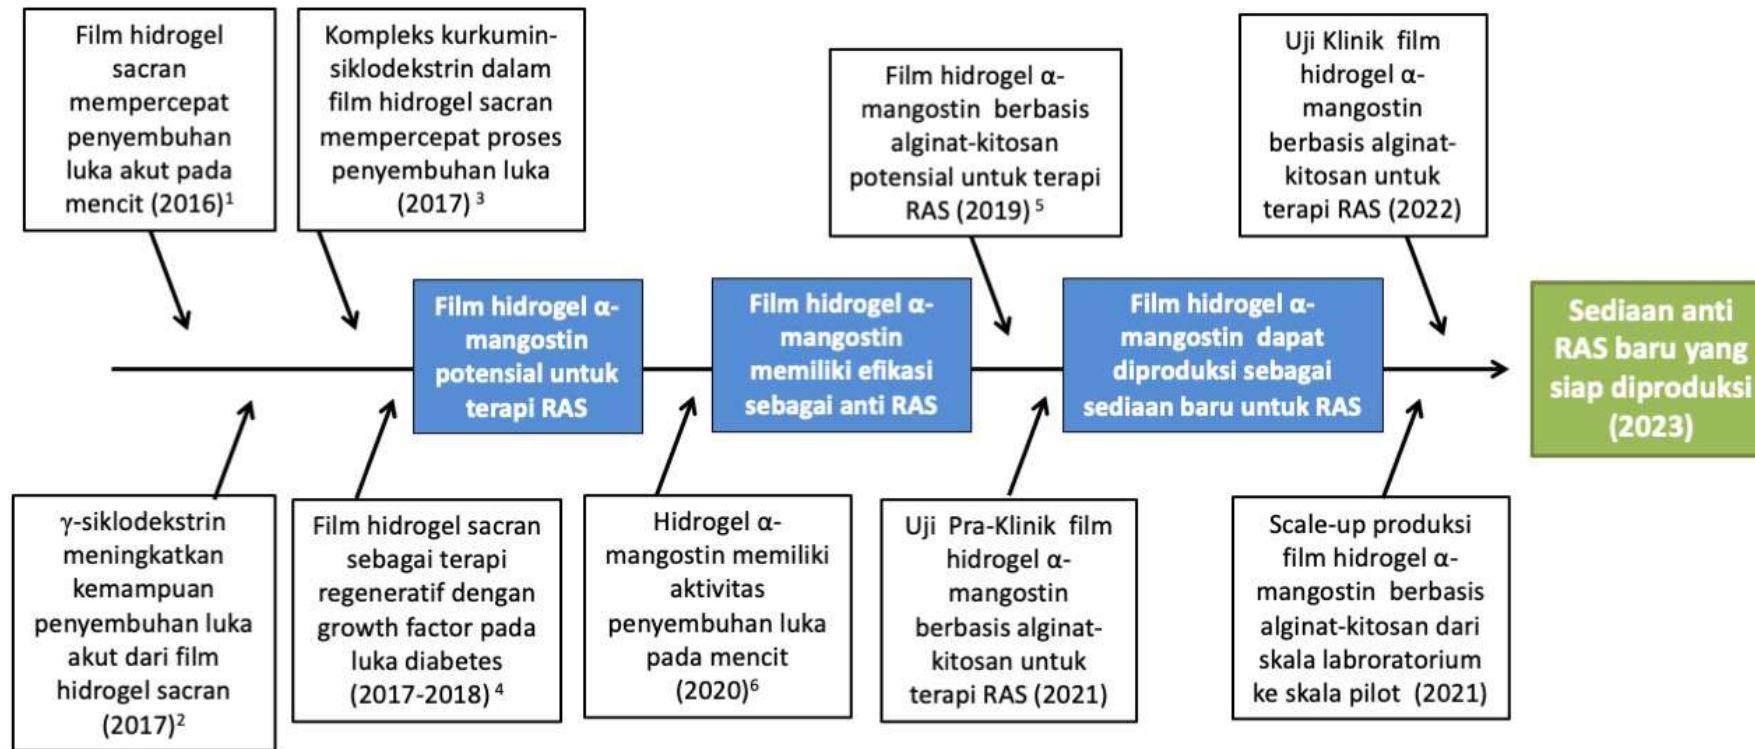 Film hidrogel
sacran
mempercepat
penyembuhan
luka akut pada
mencit (2016)¹
Kompleks kurkumin-
siklodekstrin dalam
film hidrogel sacran
mempercepat proses
penyembuhan luka
(2017) ³
Film hidrogel α-
mangostin berbasis
alginat-kitosan
potensial untuk terapi
RAS (2019) ⁵
Uji Klinik film
hidrogel α-
mangostin
berbasis alginat-
kitosan untuk
terapi RAS (2022)
Film hidrogel α-
mangostin
potensial untuk
terapi RAS
Film hidrogel α-
mangostin
memiliki efikasi
sebagai anti RAS
Film hidrogel α-
mangostin dapat
diproduksi sebagai
sediaan baru untuk RAS
Sediaan anti
RAS baru yang
siap diproduksi
(2023)
γ-siklodekstrin
meningkatkan
kemampuan
penyembuhan luka
akut dari film
hidrogel sacran
(2017)²
Film hidrogel sacran
sebagai terapi
regeneratif dengan
growth factor pada
luka diabetes
(2017-2018) ⁴
Hidrogel α-
mangostin memiliki
aktivitas
penyembuhan luka
pada mencit
(2020)⁶
Uji Pra-Klinik film
hidrogel α-
mangostin
berbasis alginat-
kitosan untuk
terapi RAS (2021)
Scale-up produksi
film hidrogel α-
mangostin berbasis
alginat-kitosan dari
skala labroratorium
ke skala pilot (2021)